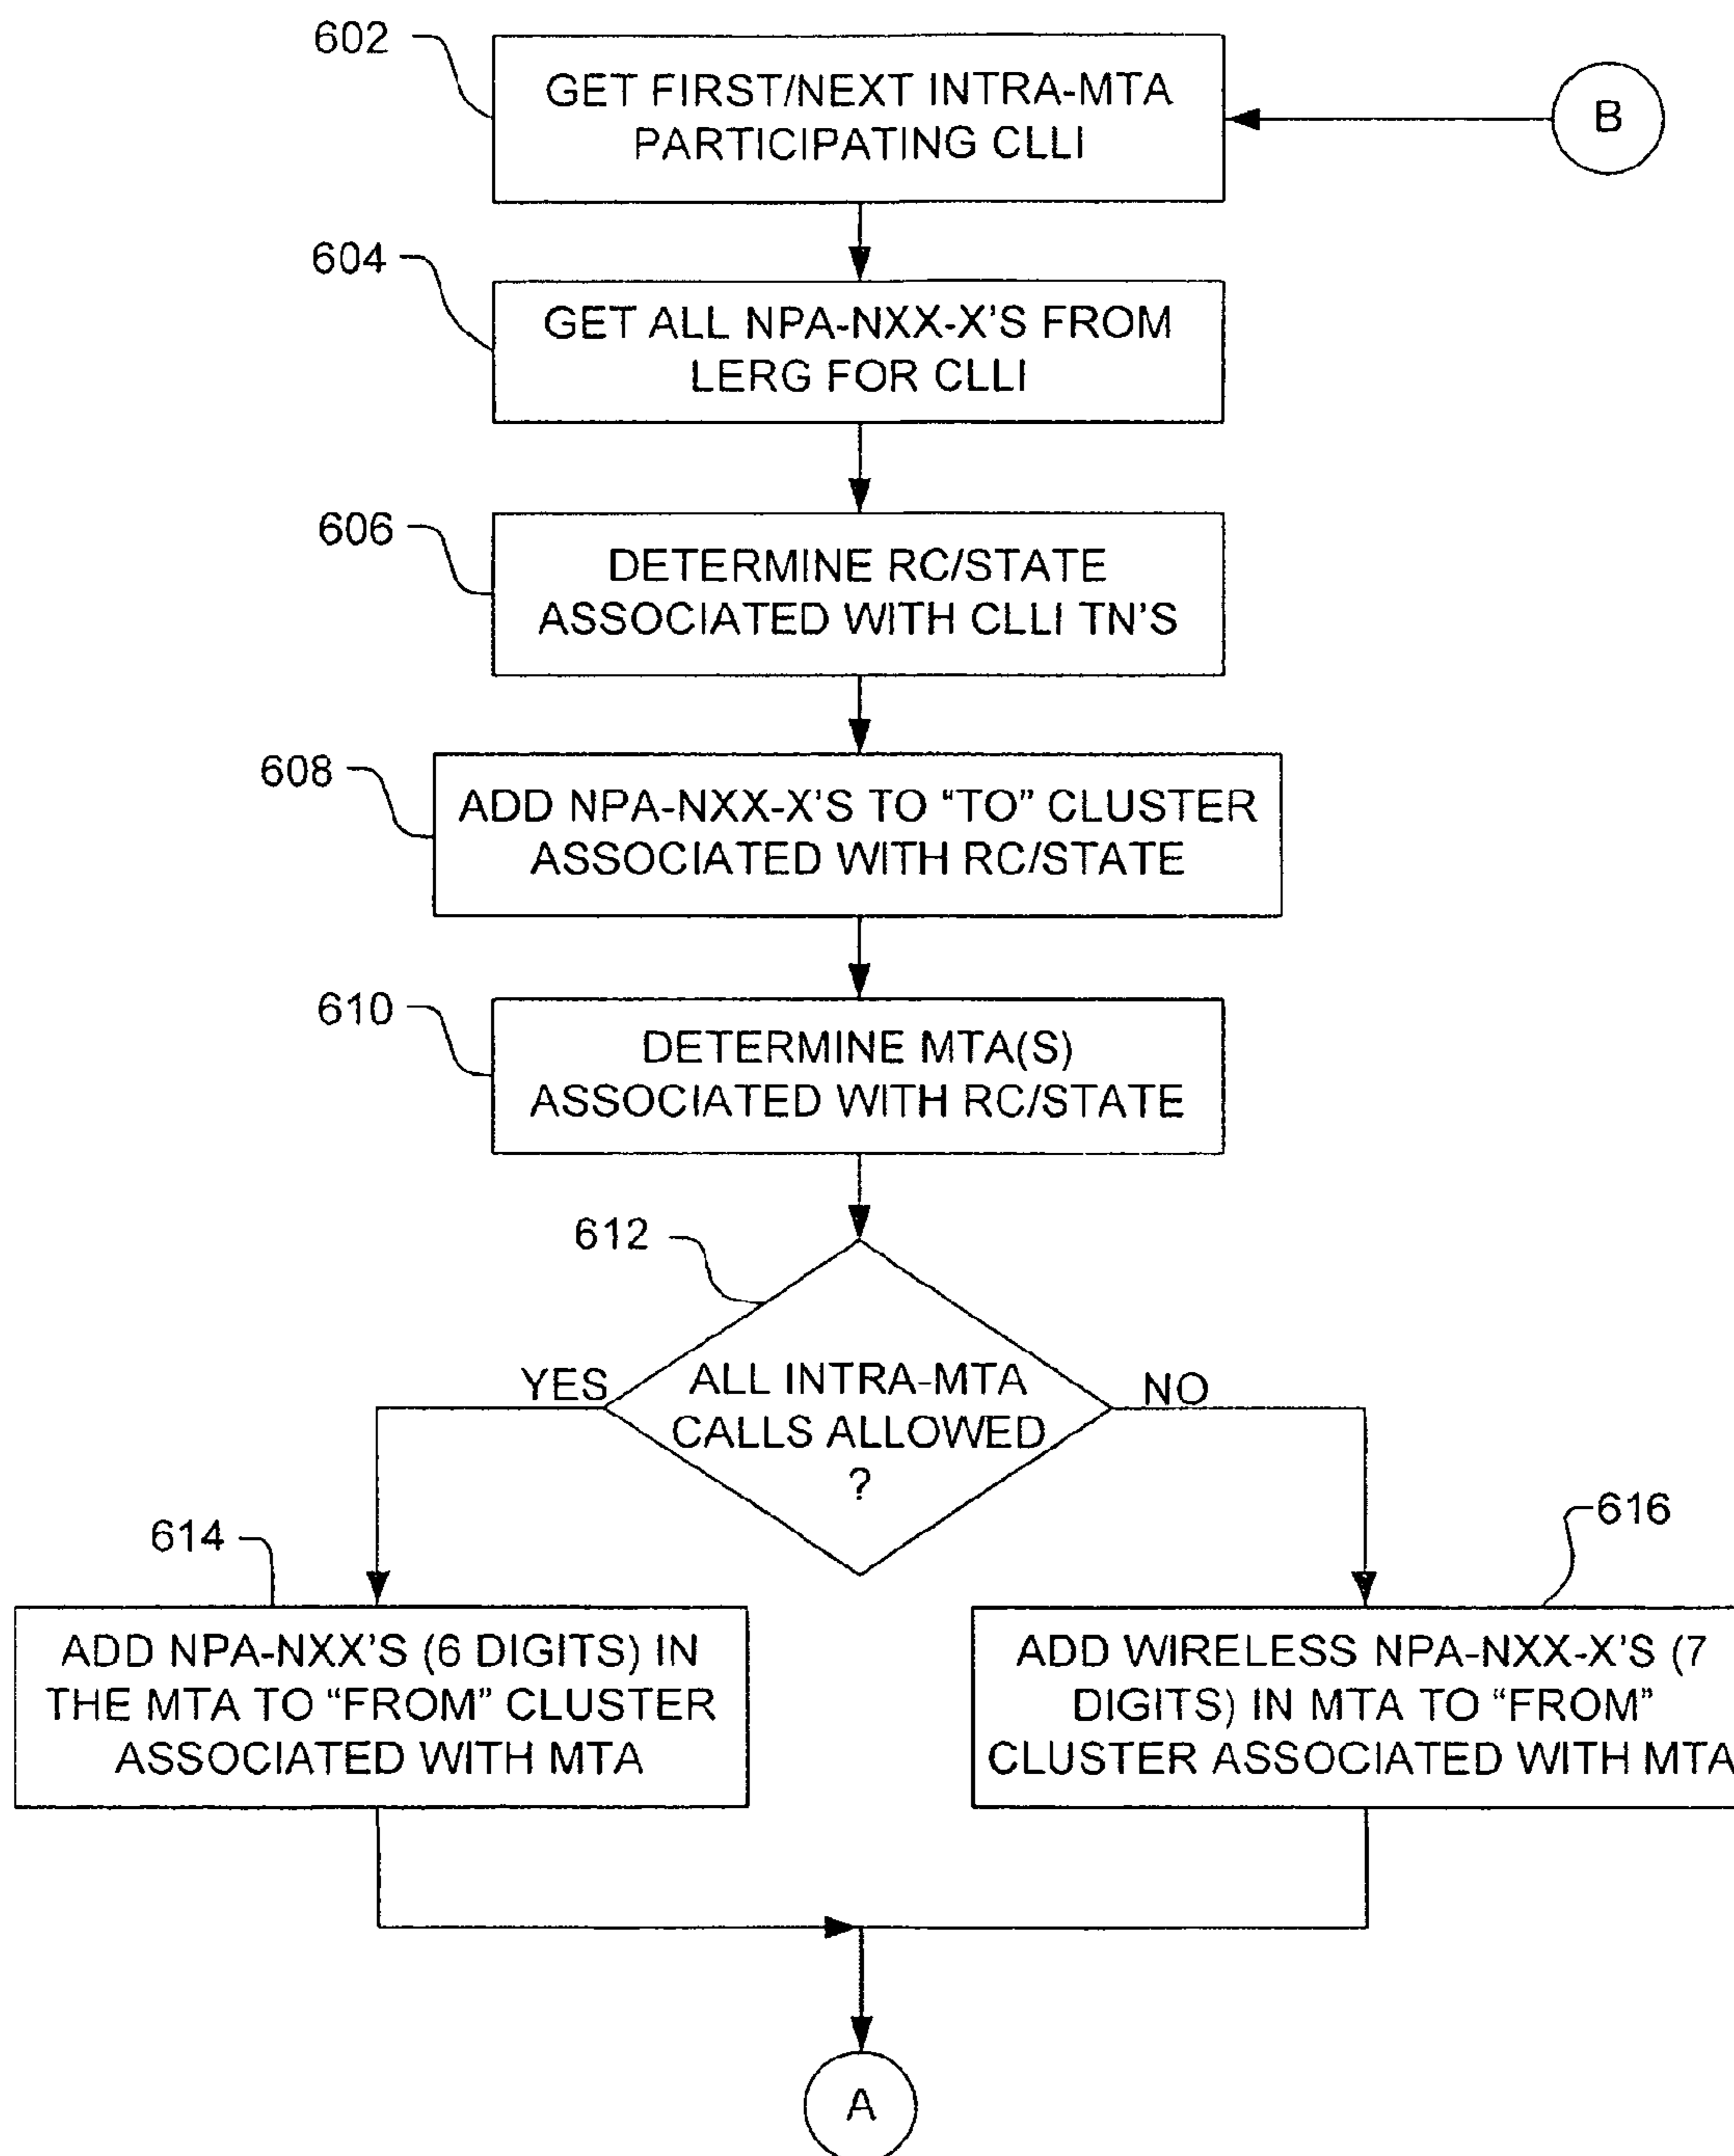 602
GET FIRST/NEXT INTRA-MTA
PARTICIPATING CLLI
B
604
GET ALL NPA-NXX-X'S FROM
LERG FOR CLLI
606
DETERMINE RC/STATE
ASSOCIATED WITH CLLI TN'S
608
ADD NPA-NXX-X'S TO “TO” CLUSTER
ASSOCIATED WITH RC/STATE
610
DETERMINE MTA(S)
ASSOCIATED WITH RC/STATE
612
YES
ALL INTRA-MTA
CALLS ALLOWED
?
NO
614
ADD NPA-NXX'S (6 DIGITS) IN
THE MTA TO “FROM” CLUSTER
ASSOCIATED WITH MTA
616
ADD WIRELESS NPA-NXX-X'S (7
DIGITS) IN MTA TO “FROM”
CLUSTER ASSOCIATED WITH MTA
A